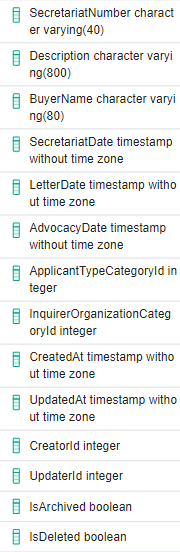 SecretariatNumber charact
er varying(40)
Description character varyi
ng(800)
BuyerName character varyi
ng(80)
SecretariatDate timestamp
without time zone
LetterDate timestamp witho
ut time zone
AdvocacyDate timestamp
without time zone
ApplicantTypeCategoryId in
teger
InquirerOrganizationCateg
oryId integer
CreatedAt timestamp witho
ut time zone
UpdatedAt timestamp witho
ut time zone
CreatorId integer
UpdaterId integer
IsArchived boolean
IsDeleted boolean